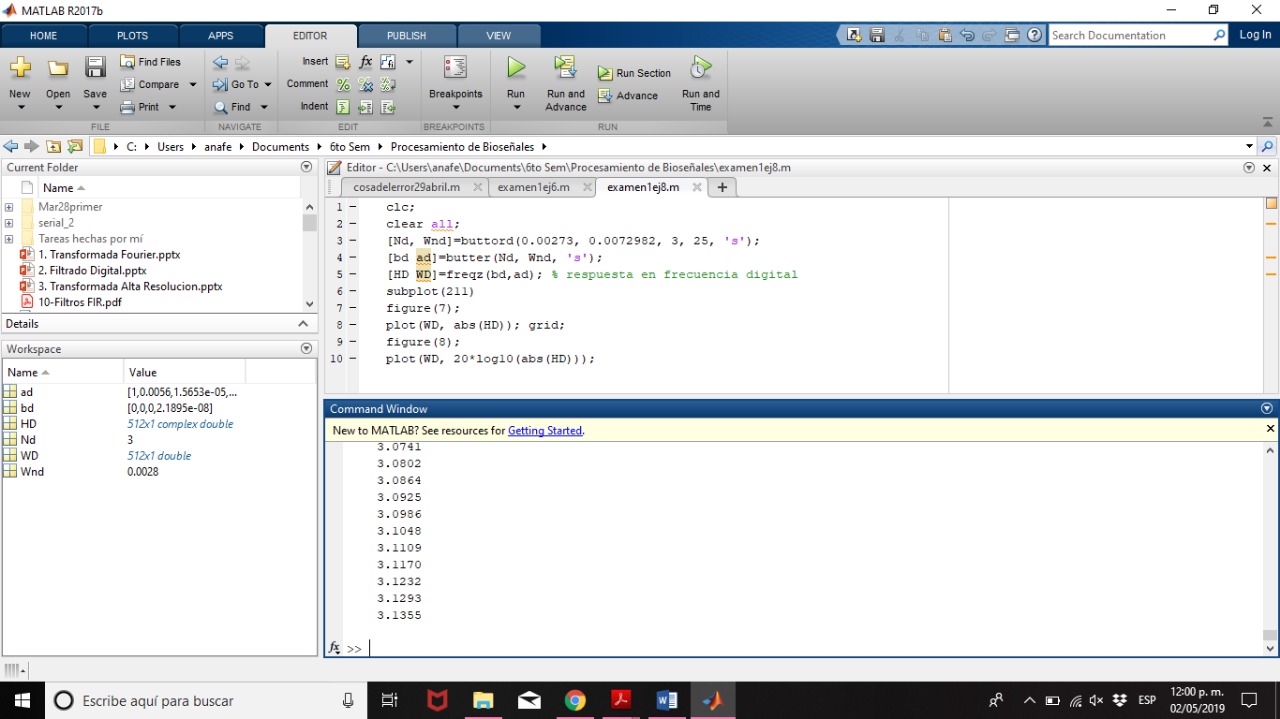 MATLAB R2017b
HOME PLOTS APPS EDITOR PUBLISH VIEW Search Documentation Log In
Find Files Insert fx
New Open Save Compare Go To Comment Breakpoints Run Run and Advance Run Section Advance Run and Time
Print Find Indent
FILE NAVIGATE EDIT BREAKPOINTS RUN
C: Users anafe Documents 6to Sem Procesamiento de Bioseñales
Current Folder
Name
Mar28primer
serial_2
Tareas hechas por mí
1. Transformada Fourier.pptx
2. Filtrado Digital.pptx
3. Transformada Alta Resolucion.pptx
10-Filtros FIR.pdf
Details
Workspace
Name Value
ad [1,0.0056,1.5653e-05,...
bd [0,0,0,2.1895e-08]
HD 512x1 complex double
Nd 3
WD 512x1 double
Wnd 0.0028
Editor - C:\Users\anafe\Documents\6to Sem\Procesamiento de Bioseñales\examen1ej8.m
cosadelerror29abril.m examen1ej6.m examen1ej8.m +
1 - clc;
2 - clear all;
3 - [Nd, Wnd]=buttord(0.00273, 0.0072982, 3, 25, 's');
4 - [bd ad]=butter(Nd, Wnd, 's');
5 - [HD WD]=freqz(bd,ad); % respuesta en frecuencia digital
6 - subplot(211)
7 - figure(7);
8 - plot(WD, abs(HD)); grid;
9 - figure(8);
10 - plot(WD, 20*log10(abs(HD)));
Command Window
New to MATLAB? See resources for Getting Started.
3.0741
3.0802
3.0864
3.0925
3.0986
3.1048
3.1109
3.1170
3.1232
3.1293
3.1355
fx >>
Escribe aquí para buscar
ESP
12:00 p. m.
02/05/2019